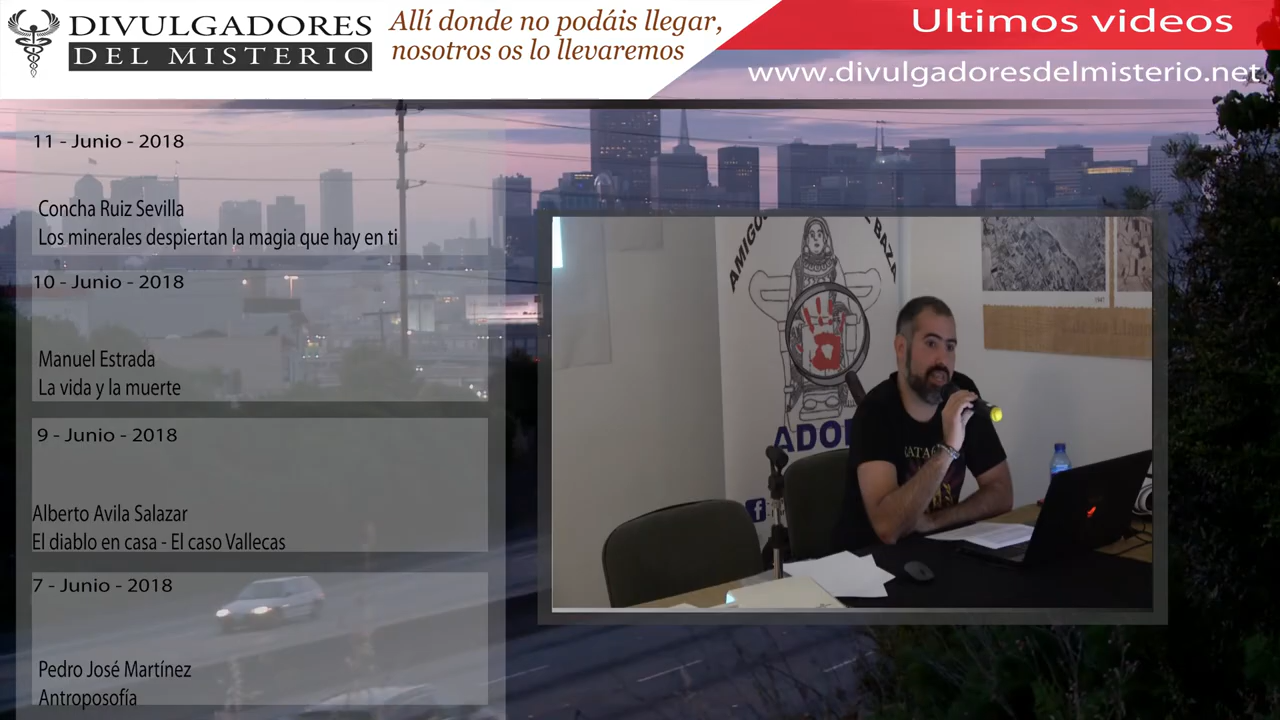 DIVULGADORES
DEL MISTERIO
Allí donde no podáis llegar,
nosotros os lo llevaremos
Ultimos videos
www.divulgadoresdelmisterio.net
11 - Junio - 2018
Concha Ruiz Sevilla
Los minerales despiertan la magia que hay en ti
10 - Junio - 2018
Manuel Estrada
La vida y la muerte
9 - Junio - 2018
Alberto Avila Salazar
El diablo en casa - El caso Vallecas
7 - Junio - 2018
Pedro José Martínez
Antroposofía
BAZA
f